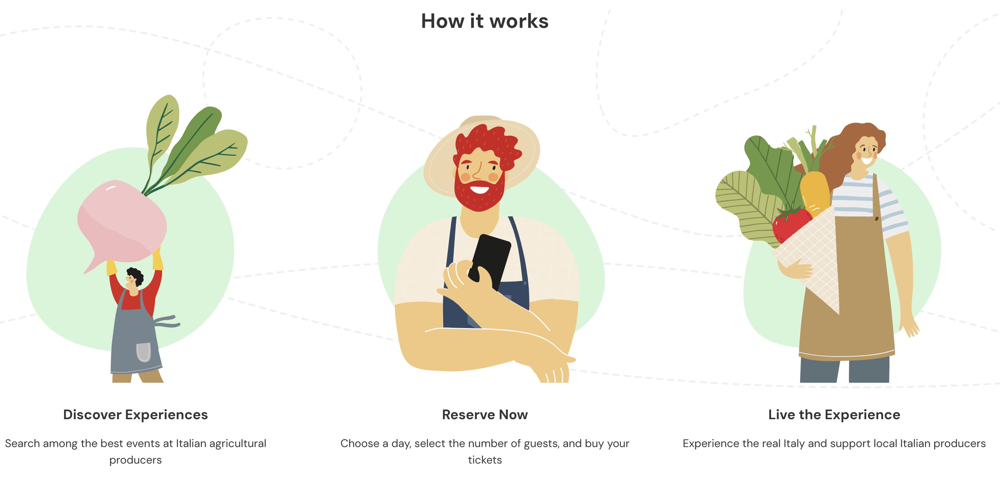 How it works
Discover Experiences
Search among the best events at Italian agricultural
producers
Reserve Now
Choose a day, select the number of guests, and buy your
tickets
Live the Experience
Experience the real Italy and support local Italian producers